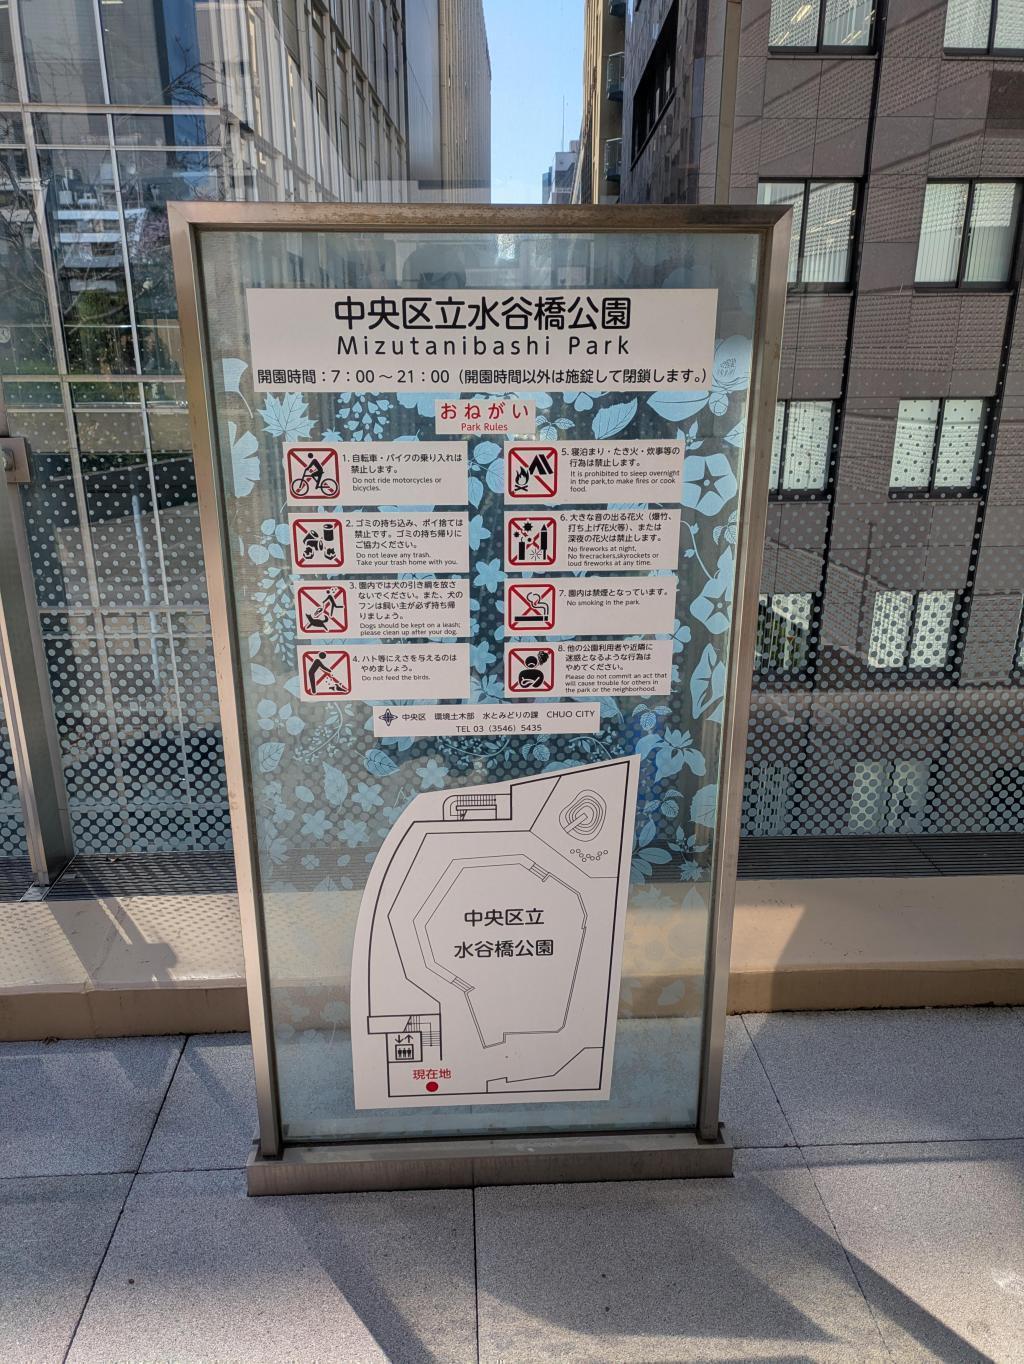 中央区立水谷橋公園
Mizutanibashi Park
開園時間：7：00～21：00（開園時間以外は施錠して閉鎖します。）
おねがい
Park Rules
1. 自転車・バイクの乗り入れは
禁止します。
Do not ride motorcycles or
bicycles.
2. ゴミの持ち込み、ポイ捨ては
禁止です。ゴミの持ち帰りに
ご協力ください。
Do not leave any trash.
Take your trash home with you.
3. 園内では犬の引き綱を放さ
ないでください。また、犬の
フンは飼い主が必ず持ち帰
りましょう。
Dogs should be kept on a leash;
please clean up after your dog.
4. ハト等にえさを与えるのは
やめましょう。
Do not feed the birds.
5. 寝泊まり・たき火・炊事等の
行為は禁止します。
It is prohibited to sleep overnight
in the park,to make fires or cook
food.
6. 大きな音の出る花火（爆竹、
打ち上げ花火等）、または
深夜の花火は禁止します。
No fireworks at night.
No firecrackers,skyrockets or
loud fireworks at any time.
7. 園内は禁煙となっています。
No smoking in the park.
8. 他の公園利用者や近隣に
迷惑となるような行為は
やめてください。
Please do not commit an act that
will cause trouble for others in
the park or the neighborhood.
中央区 環境土木部 水とみどりの課 CHUO CITY
TEL 03（3546）5435
中央区立
水谷橋公園
現在地